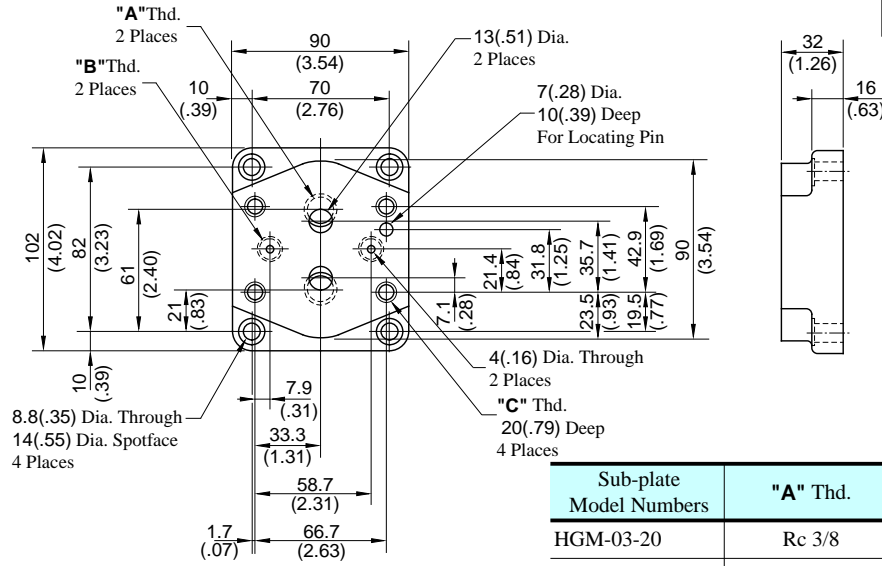 "A" Thd.
2 Places
"B" Thd.
2 Places
90
(3.54)
10
(.39)
70
(2.76)
13(.51) Dia.
2 Places
7(.28) Dia.
10(.39) Deep
For Locating Pin
32
(1.26)
16
(.63)
102
(4.02)
82
(3.23)
61
(2.40)
21
(.83)
10
(.39)
21.4
(.84)
31.8
(1.25)
35.7
(1.41)
42.9
(1.69)
90
(3.54)
7.1
(.28)
23.5
(.93)
19.5
(.77)
4(.16) Dia. Through
2 Places
"C" Thd.
20(.79) Deep
4 Places
8.8(.35) Dia. Through
14(.55) Dia. Spotface
4 Places
7.9
(.31)
33.3
(1.31)
58.7
(2.31)
1.7
(.07)
66.7
(2.63)
Sub-plate
Model Numbers
"A" Thd.
HGM-03-20
Rc 3/8